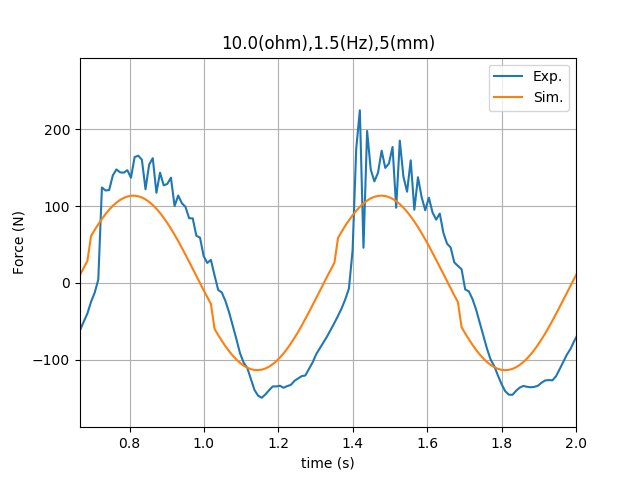 10.0(ohm),1.5(Hz),5(mm)
Exp.
Sim.
Force (N)
200
100
0
−100
0.8 1.0 1.2 1.4 1.6 1.8 2.0
time (s)